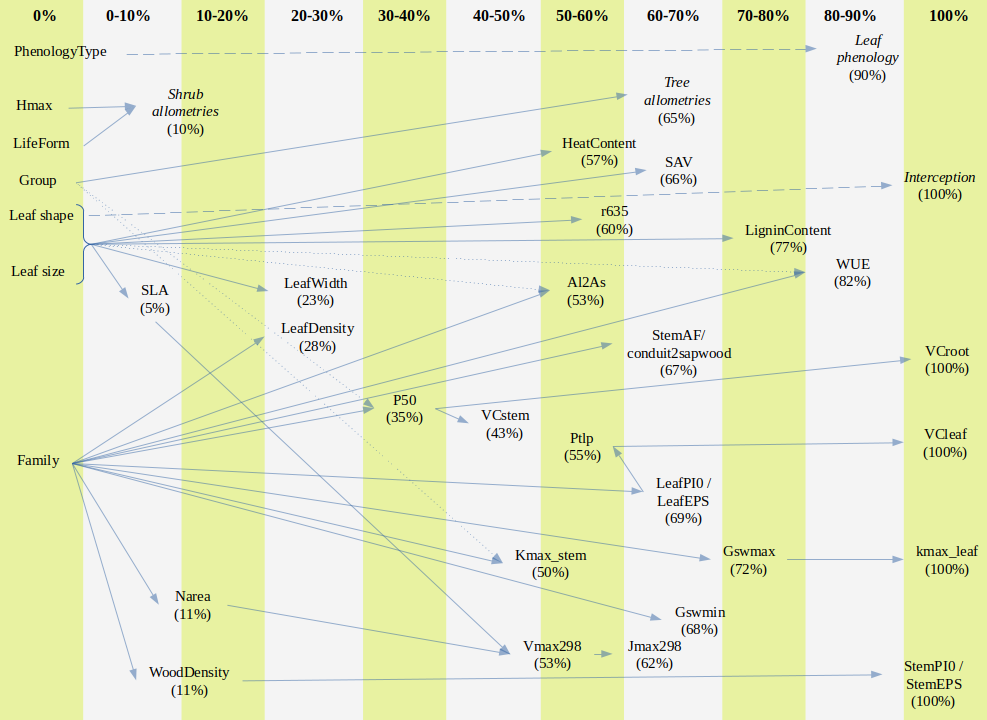 0%
0-10%
10-20%
20-30%
30-40%
40-50%
50-60%
60-70%
70-80%
80-90%
100%
PhenologyType
Leaf
phenology
(90%)
Hmax
Shrub
allometries
(10%)
Tree
allometries
(65%)
LifeForm
HeatContent
(57%)
SAV
(66%)
Group
Interception
(100%)
Leaf shape
r635
(60%)
LigninContent
(77%)
Leaf size
WUE
(82%)
SLA
(5%)
LeafWidth
(23%)
Al2As
(53%)
LeafDensity
(28%)
StemAF/
conduit2sapwood
(67%)
VCroot
(100%)
P50
(35%)
VCstem
(43%)
Ptlp
(55%)
VCleaf
(100%)
Family
LeafPI0 /
LeafEPS
(69%)
Kmax_stem
(50%)
Gswmax
(72%)
kmax_leaf
(100%)
Narea
(11%)
Gswmin
(68%)
Vmax298
(53%)
Jmax298
(62%)
WoodDensity
(11%)
StemPI0 /
StemEPS
(100%)